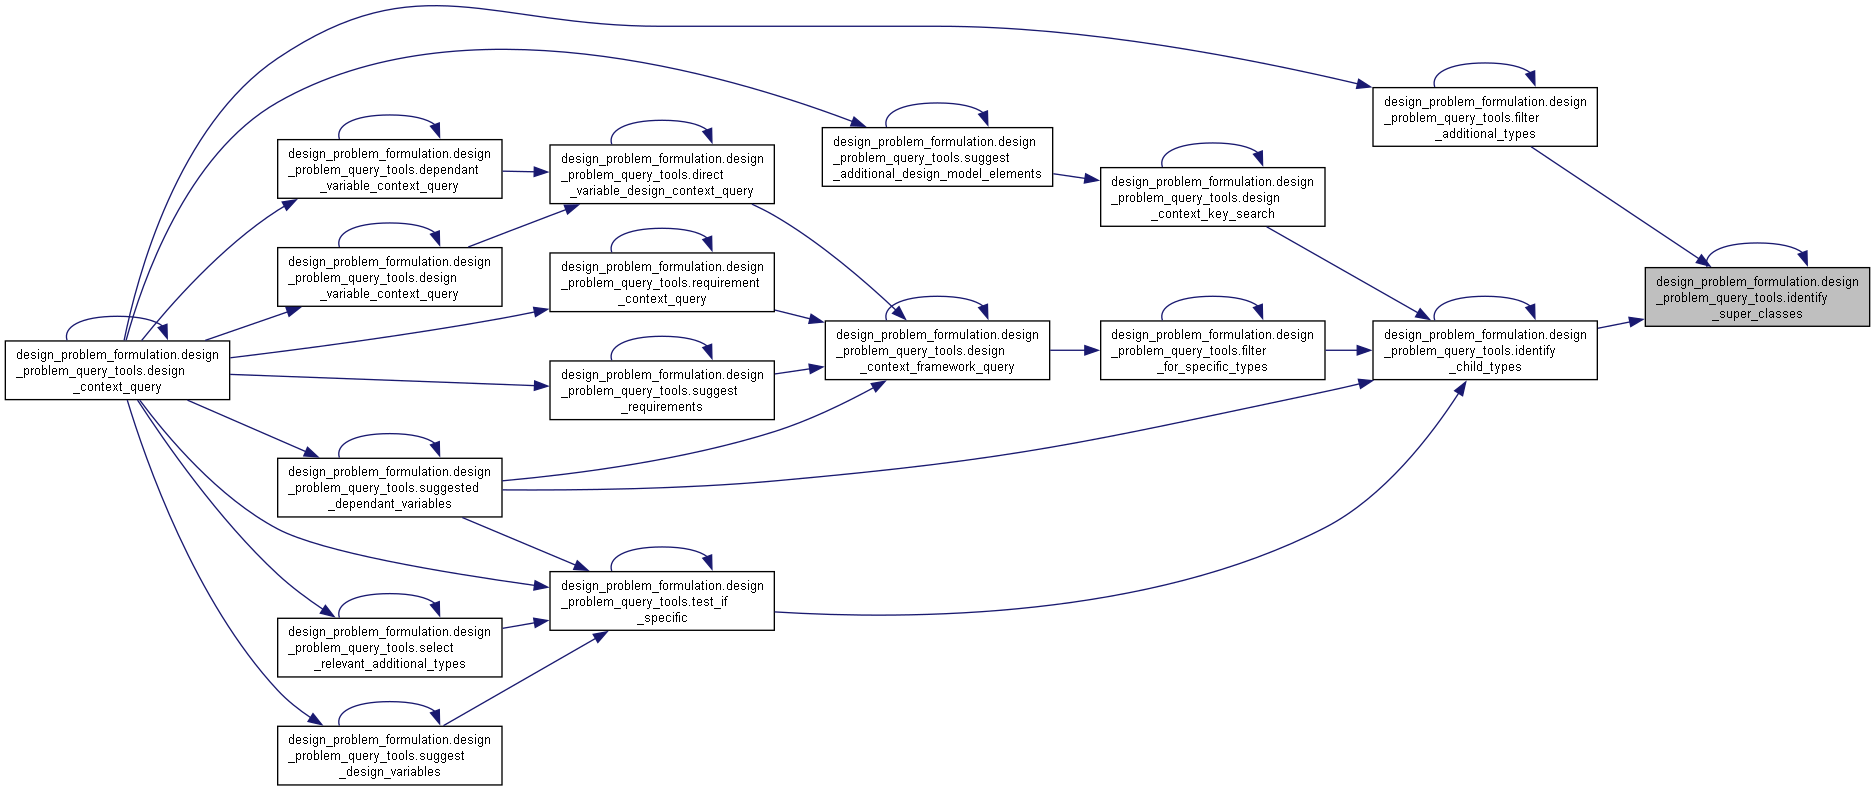 design_problem_formulation.design
_problem_query_tools.filter
_additional_types
design_problem_formulation.design
_problem_query_tools.suggest
_additional_design_model_elements
design_problem_formulation.design
_problem_query_tools.dependant
_variable_context_query
design_problem_formulation.design
_problem_query_tools.direct
_variable_design_context_query
design_problem_formulation.design
_problem_query_tools.design
_context_key_search
design_problem_formulation.design
_problem_query_tools.design
_variable_context_query
design_problem_formulation.design
_problem_query_tools.requirement
_context_query
design_problem_formulation.design
_problem_query_tools.identify
_super_classes
design_problem_formulation.design
_problem_query_tools.design
_context_framework_query
design_problem_formulation.design
_problem_query_tools.filter
_for_specific_types
design_problem_formulation.design
_problem_query_tools.identify
_child_types
design_problem_formulation.design
_problem_query_tools.design
_context_query
design_problem_formulation.design
_problem_query_tools.suggest
_requirements
design_problem_formulation.design
_problem_query_tools.suggested
_dependant_variables
design_problem_formulation.design
_problem_query_tools.test_if
_specific
design_problem_formulation.design
_problem_query_tools.select
_relevant_additional_types
design_problem_formulation.design
_problem_query_tools.suggest
_design_variables